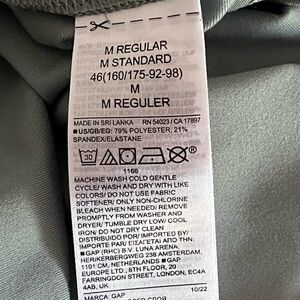 M REGULAR
M STANDARD
46(160/175-92-98)
M
M REGULER
MADE IN SRI LANKA RN 54023 / CA 17897
■US/GB/EG: 79% POLYESTER, 21%
SPANDEX/ELASTANE
30
1166
MACHINE WASH COLD GENTLE
CYCLE/ WASH AND DRY WITH LIKE
COLORS/ DO NOT USE FABRIC
SOFTENER/ ONLY NON-CHLORINE
BLEACH WHEN NEEDED/ REMOVE
PROMPTLY FROM WASHER AND
DRYER/ TUMBLE DRY LOW/ COOL
IRON/ DO NOT DRY CLEAN
DISTRIBUIDO POR/ IMPORTED BY/
IMPORTÉ PAR/
■ GAP (RHC) B.V. LUNA ARENA,
HERIKERBERGWEG 238 AMSTERDAM,
1101 CM, NETHERLANDS ■ GAP
EUROPE LTD., 8TH FLOOR, 20
FARRINGDON STREET, LONDON, EC4A
4AB, UK
MARCA: GAP 10/22